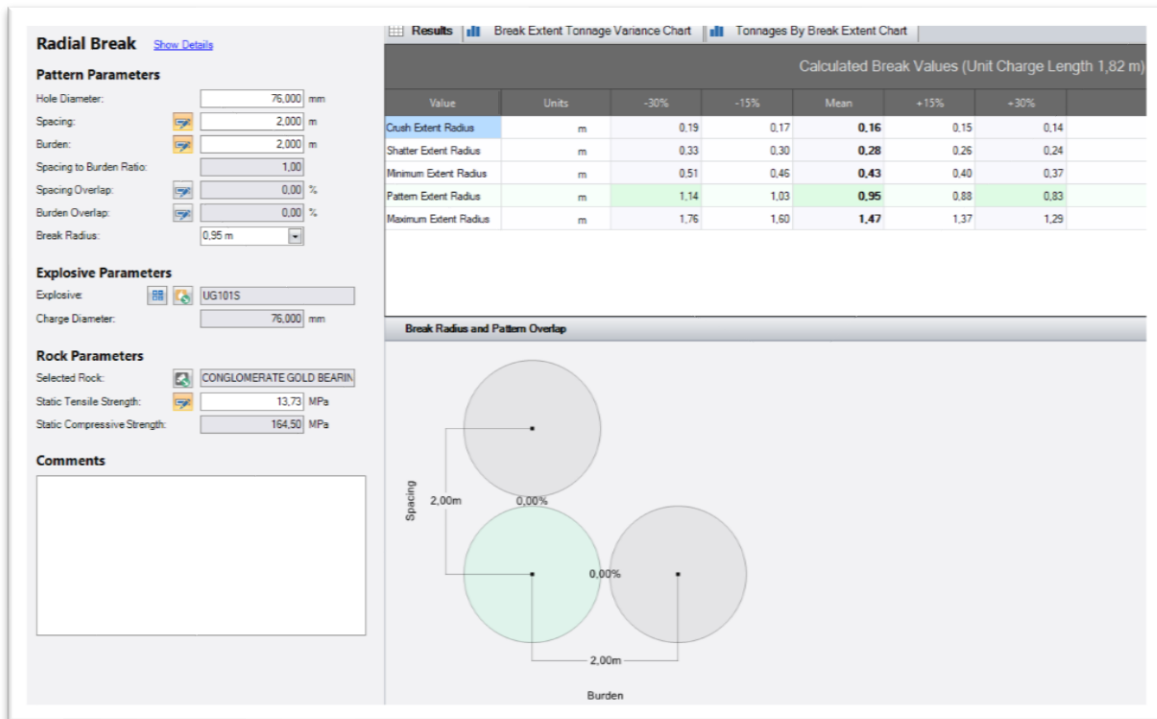 Radial Break Show Details
Pattern Parameters
Hole Diameter: 76,000 mm
Spacing: 2,000 m
Burden: 2,000 m
Spacing to Burden Ratio: 1,00
Spacing Overlap: 0,00 %
Burden Overlap: 0,00 %
Break Radius: 0,95 m
Explosive Parameters
Explosive: UG101S
Charge Diameter: 76,000 mm
Rock Parameters
Selected Rock: CONGLOMERATE GOLD BEARIN
Static Tensile Strength: 13,73 MPa
Static Compressive Strength: 164,50 MPa
Comments
Results Break Extent Tonnage Variance Chart Tonnages By Break Extent Chart
Calculated Break Values (Unit Charge Length 1,82 m)
Value Units -30% -15% Mean +15% +30%
Crush Extent Radius m 0,19 0,17 0,16 0,15 0,14
Shatter Extent Radius m 0,33 0,30 0,28 0,26 0,24
Minimum Extent Radius m 0,51 0,46 0,43 0,40 0,37
Pattern Extent Radius m 1,14 1,03 0,95 0,88 0,83
Maximum Extent Radius m 1,76 1,60 1,47 1,37 1,29
Break Radius and Pattern Overlap
Spacing
2,00m
0,00%
0,00%
2,00m
Burden